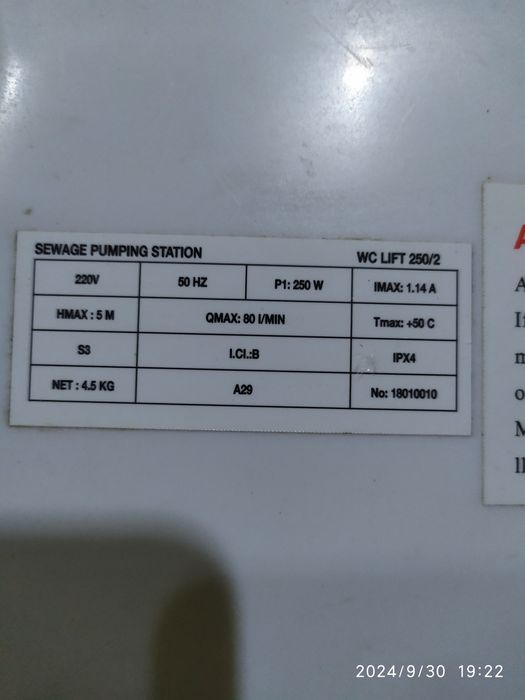 SEWAGE PUMPING STATION WC LIFT 250/2
220V 50 HZ P1: 250 W IMAX: 1.14 A
HMAX : 5 M QMAX: 80 l/MIN Tmax: +50 C
S3 I.Cl.:B IPX4
NET : 4.5 KG A29 No: 18010010
2024/9/30 19:22